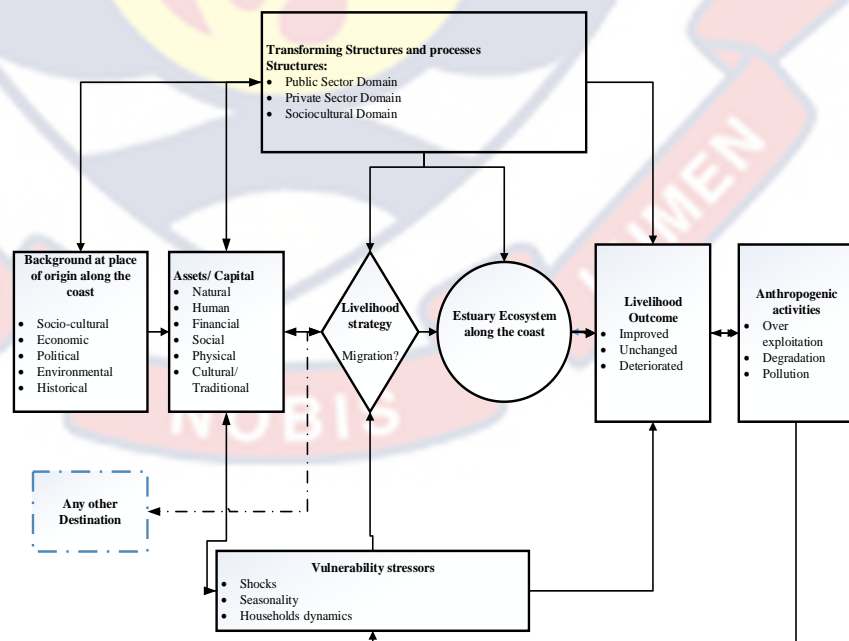 Transforming Structures and processes
Structures:
• Public Sector Domain
• Private Sector Domain
• Sociocultural Domain
Background at place
of origin along the
coast
• Socio-cultural
• Economic
• Political
• Environmental
• Historical
Assets/ Capital
• Natural
• Human
• Financial
• Social
• Physical
• Cultural/
Traditional
Livelihood
strategy
Migration?
Estuary Ecosystem
along the coast
Livelihood
Outcome
• Improved
• Unchanged
• Deteriorated
Anthropogenic
activities
• Over
exploitation
• Degradation
• Pollution
Any other
Destination
Vulnerability stressors
• Shocks
• Seasonality
• Households dynamics
NOBIS